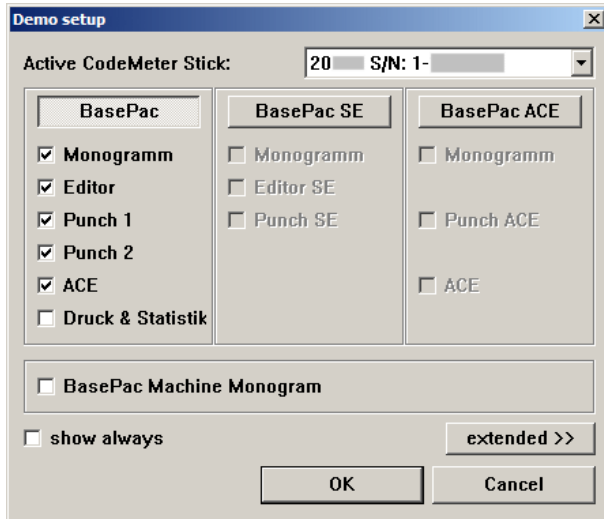 Demo setup
Active CodeMeter Stick:
20 S/N: 1-
BasePac
Monogramm
Editor
Punch 1
Punch 2
ACE
Druck & Statistik
BasePac SE
Monogramm
Editor SE
Punch SE
BasePac ACE
Monogramm
Punch ACE
ACE
BasePac Machine Monogram
show always
extended >>
OK
Cancel